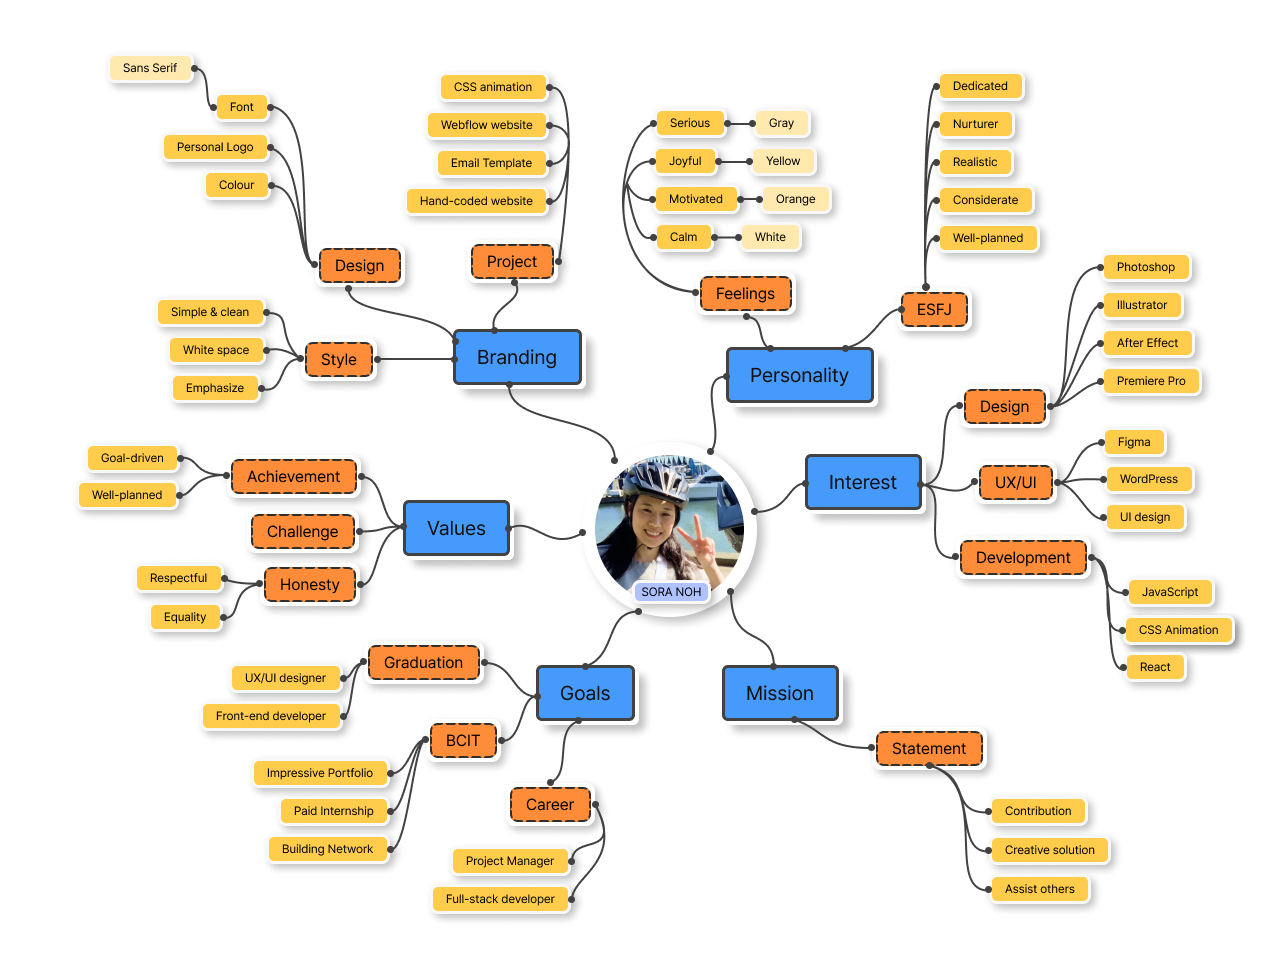 Sans Serif
Font
Personal Logo
Colour
Design
CSS animation
Webflow website
Email Template
Hand-coded website
Project
Simple & clean
White space
Emphasize
Style
Branding
Serious
Gray
Joyful
Yellow
Motivated
Orange
Calm
White
Feelings
Dedicated
Nurturer
Realistic
Considerate
Well-planned
ESFJ
Personality
Photoshop
Illustrator
After Effect
Premiere Pro
Design
Figma
WordPress
UI design
UX/UI
Interest
Development
JavaScript
CSS Animation
React
Goal-driven
Well-planned
Achievement
Challenge
Values
Respectful
Equality
Honesty
SORA NOH
Graduation
UX/UI designer
Front-end developer
Goals
BCIT
Impressive Portfolio
Paid Internship
Building Network
Career
Project Manager
Full-stack developer
Mission
Statement
Contribution
Creative solution
Assist others